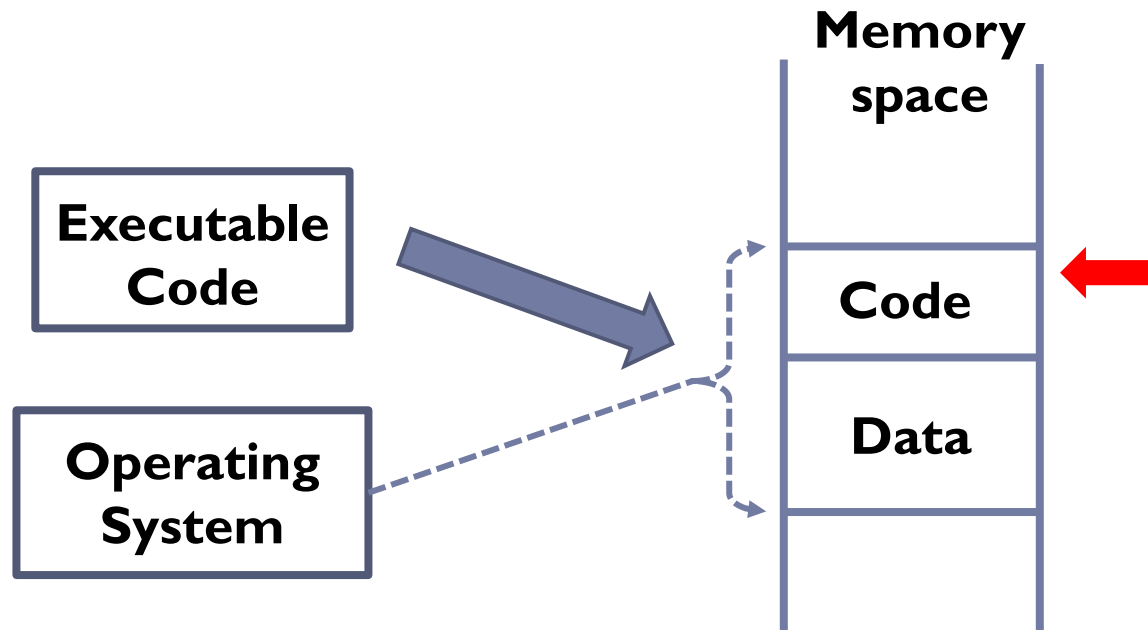 Memory
space
Executable
Code
Code
Data
Operating
System